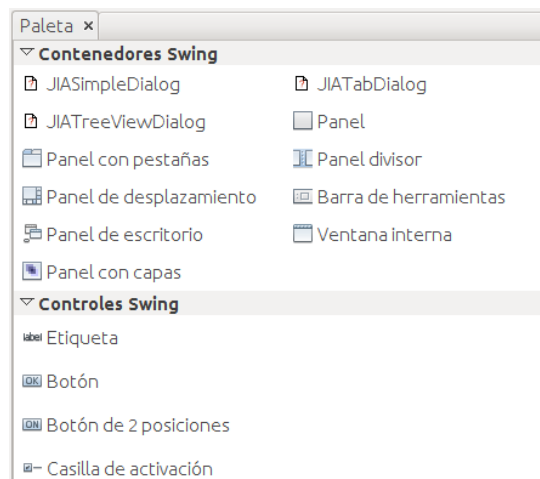 Paleta ×
Contenedores Swing
JIASimpleDialog JIATabDialog
JIATreeViewDialog Panel
Panel con pestañas Panel divisor
Panel de desplazamiento Barra de herramientas
Panel de escritorio Ventana interna
Panel con capas
Controles Swing
label Etiqueta
OK Botón
ON Botón de 2 posiciones
Casilla de activación